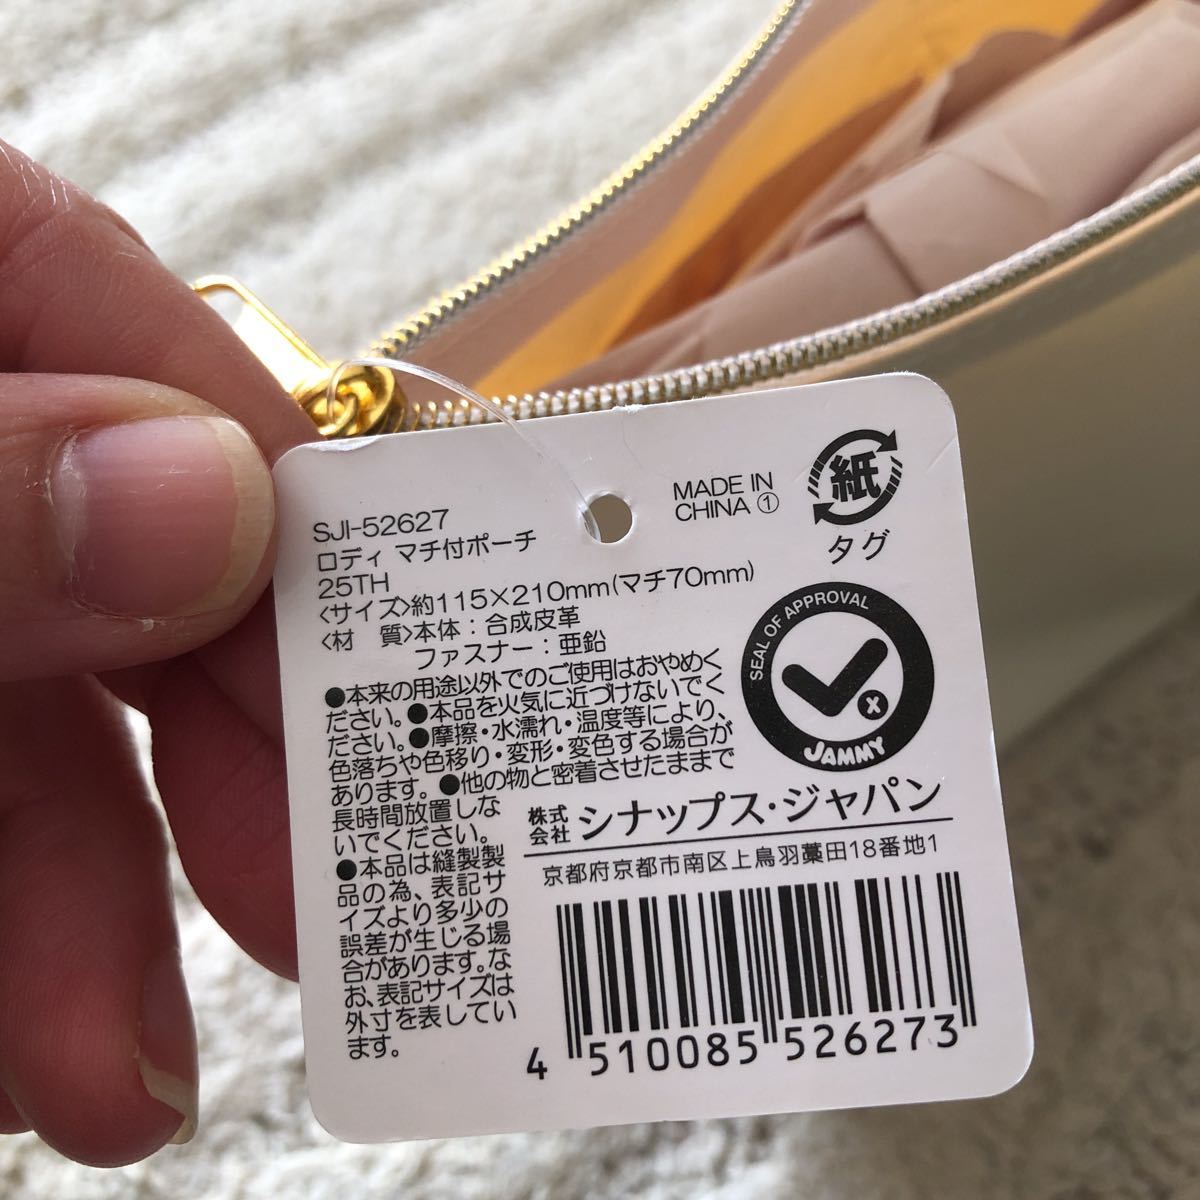 SJI-52627
ロディ マチ付ポーチ
25TH
〈サイズ〉約115×210mm(マチ70mm)
〈材 質〉本体：合成皮革
ファスナー：亜鉛
●本来の用途以外でのご使用はおやめく
ださい。●本品を火気に近づけないでく
ださい。●摩擦・水濡れ・温度等により、
色落ちや色移り・変形・変色する場合が
あります。●他の物と密着させたままで
長時間放置しな
いでください。
●本品は縫製製
品の為、表記サ
イズより多少の
誤差が生じる場
合があります。な
お、表記サイズは
外寸を表してい
ます。
MADE IN
CHINA ①
紙
タグ
SEAL OF APPROVAL
X
JAMMY
株式会社 シナップス・ジャパン
京都府京都市南区上鳥羽藁田18番地1
4 510085 526273